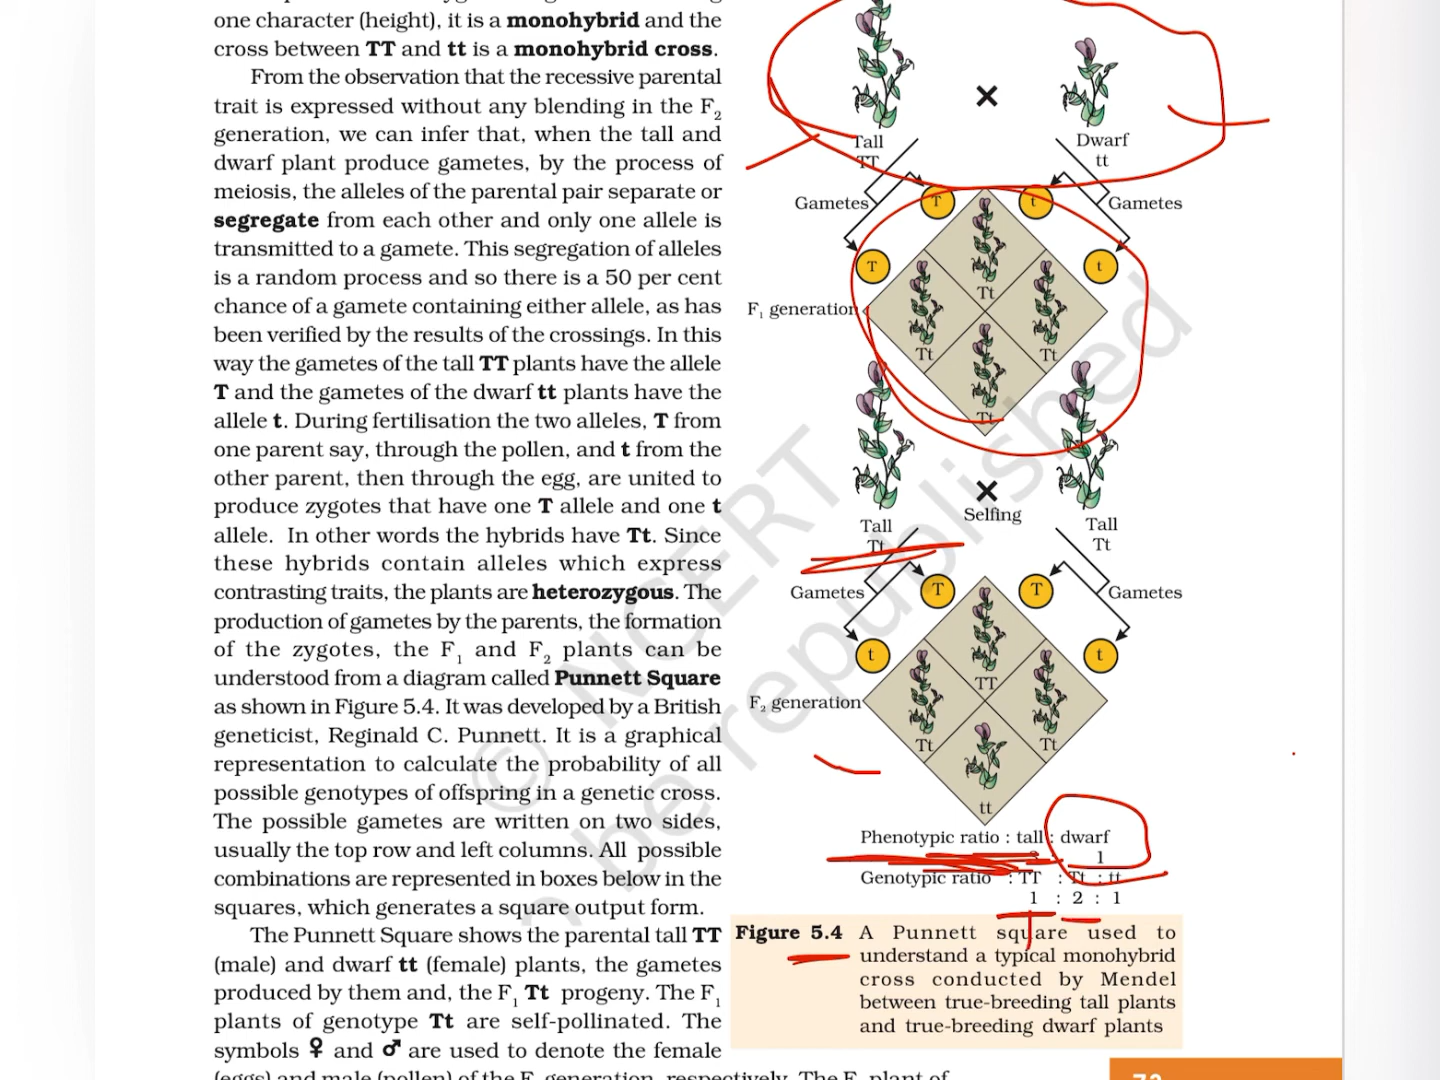 one character (height), it is a monohybrid and the
cross between TT and tt is a monohybrid cross.
From the observation that the recessive parental
trait is expressed without any blending in the F2
generation, we can infer that, when the tall and
dwarf plant produce gametes, by the process of
meiosis, the alleles of the parental pair separate or
segregate from each other and only one allele is
transmitted to a gamete. This segregation of alleles
is a random process and so there is a 50 per cent
chance of a gamete containing either allele, as has
been verified by the results of the crossings. In this
way the gametes of the tall TT plants have the allele
T and the gametes of the dwarf tt plants have the
allele t. During fertilisation the two alleles, T from
one parent say, through the pollen, and t from the
other parent, then through the egg, are united to
produce zygotes that have one T allele and one t
allele. In other words the hybrids have Tt. Since
these hybrids contain alleles which express
contrasting traits, the plants are heterozygous. The
production of gametes by the parents, the formation
of the zygotes, the F1 and F2 plants can be
understood from a diagram called Punnett Square
as shown in Figure 5.4. It was developed by a British
geneticist, Reginald C. Punnett. It is a graphical
representation to calculate the probability of all
possible genotypes of offspring in a genetic cross.
The possible gametes are written on two sides,
usually the top row and left columns. All possible
combinations are represented in boxes below in the
squares, which generates a square output form.
The Punnett Square shows the parental tall TT
(male) and dwarf tt (female) plants, the gametes
produced by them and, the F1 Tt progeny. The F1
plants of genotype Tt are self-pollinated. The
symbols ♀ and ♂ are used to denote the female
(eggs) and male (pollen) of the F1 generation, respectively. The F1 plant of
×
Tall Dwarf
TT tt
Gametes T t Gametes
T t
Tt
F1 generation
Tt Tt
Tt
×
Selfing
Tall Tall
Tt Tt
Gametes T T Gametes
t t
TT
F2 generation
Tt Tt
tt
Phenotypic ratio : tall : dwarf
1
Genotypic ratio : TT : Tt : tt
1 : 2 : 1
Figure 5.4 A Punnett square used to
understand a typical monohybrid
cross conducted by Mendel
between true-breeding tall plants
and true-breeding dwarf plants
© NCERT
be republished